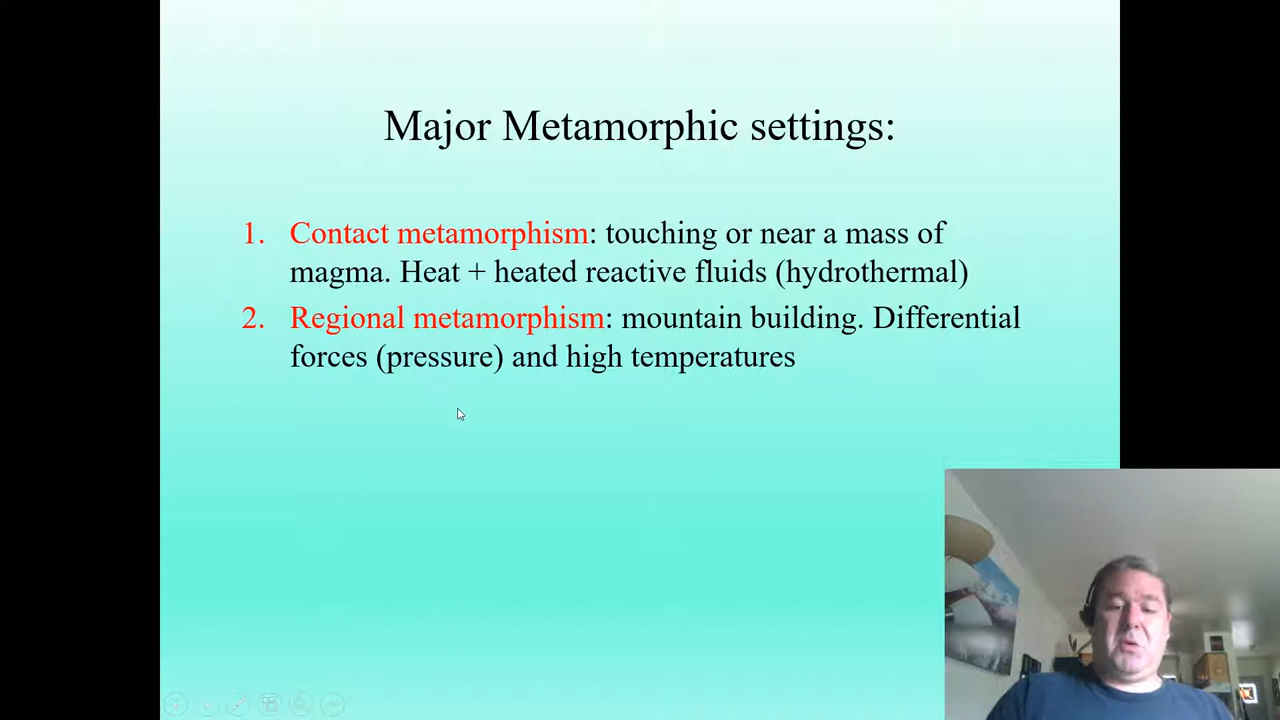 Major Metamorphic settings:
1. Contact metamorphism: touching or near a mass of
magma. Heat + heated reactive fluids (hydrothermal)
2. Regional metamorphism: mountain building. Differential
forces (pressure) and high temperatures